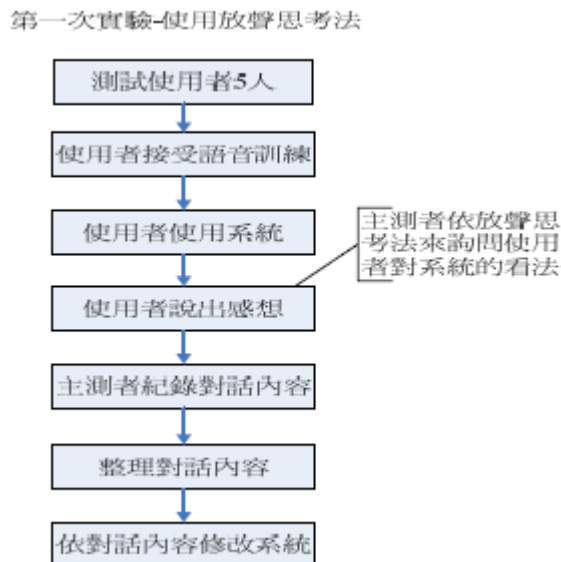 第一次實驗-使用放聲思考法
測試使用者5人
使用者接受語音訓練
使用者使用系統
主測者依放聲思
考法來詢問使用
者對系統的看法
使用者說出感想
主測者紀錄對話內容
整理對話內容
依對話內容修改系統